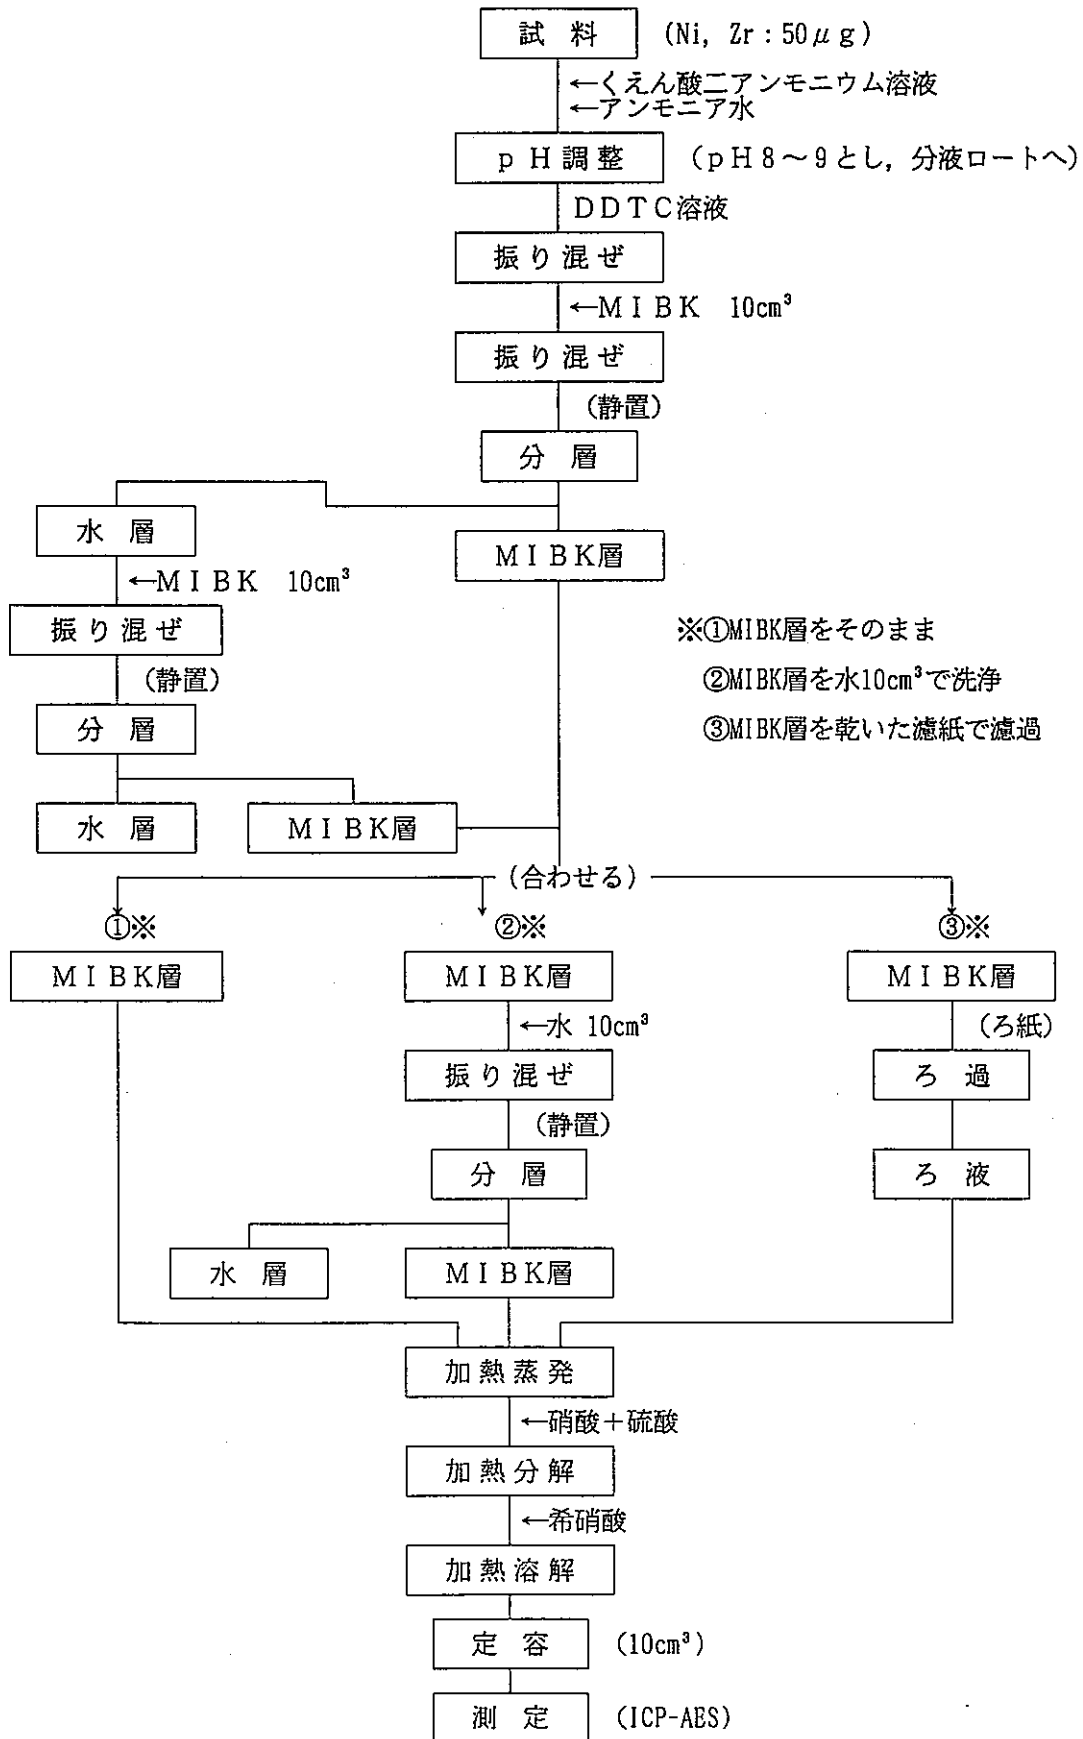 試料 (Ni, Zr：50μg)
←くえん酸二アンモニウム溶液
←アンモニア水
pH調整 (pH8～9とし，分液ロートへ)
DDTC溶液
振り混ぜ
←MIBK 10cm³
振り混ぜ
(静置)
分層
水層
MIBK層
←MIBK 10cm³
振り混ぜ
(静置)
分層
水層
MIBK層
※①MIBK層をそのまま
②MIBK層を水10cm³で洗浄
③MIBK層を乾いた濾紙で濾過
(合わせる)
①※
②※
③※
MIBK層
MIBK層
MIBK層
←水 10cm³
(ろ紙)
振り混ぜ
ろ過
(静置)
分層
ろ液
水層
MIBK層
加熱蒸発
←硝酸＋硫酸
加熱分解
←希硝酸
加熱溶解
定容 (10cm³)
測定 (ICP-AES)